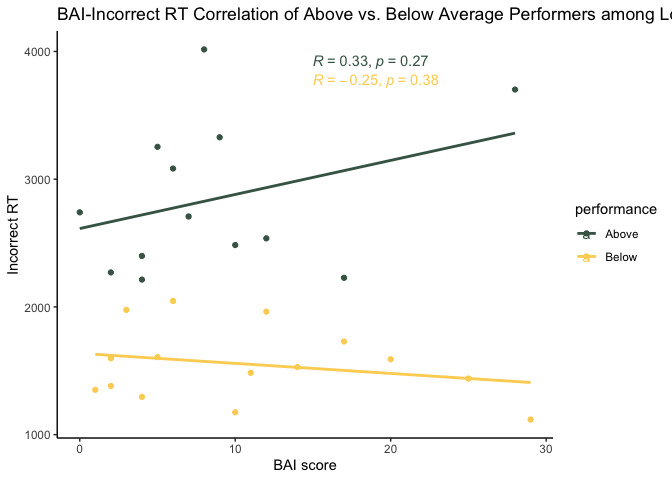 BAI-Incorrect RT Correlation of Above vs. Below Average Performers among
R = 0.33, p = 0.27
R = −0.25, p = 0.38
4000
3000
2000
1000
Incorrect RT
0 10 20 30
BAI score
performance
a Above
a Below